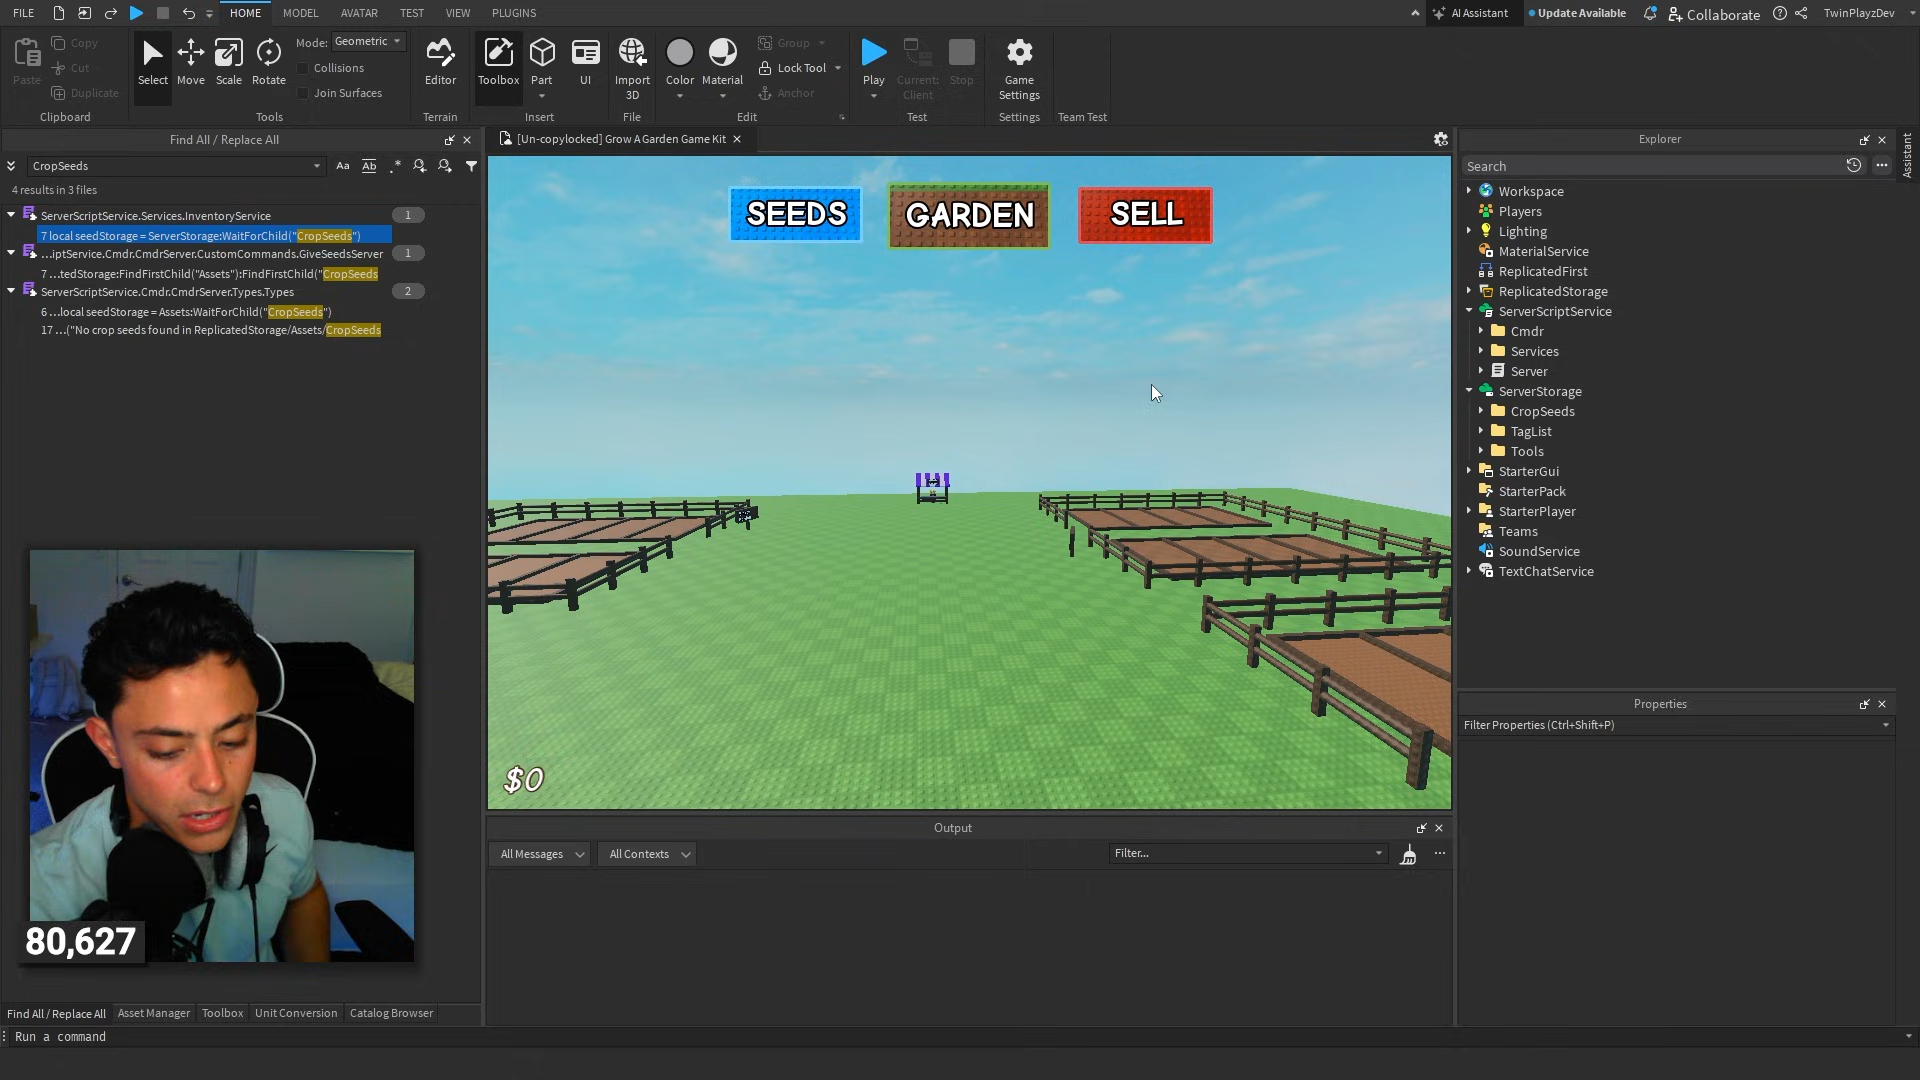 FILE
HOME
MODEL
AVATAR
TEST
VIEW
PLUGINS
AI Assistant
Update Available
Collaborate
TwinPlayzDev
Paste
Copy
Cut
Duplicate
Clipboard
Select
Move
Scale
Rotate
Mode: Geometric
Collisions
Join Surfaces
Tools
Editor
Terrain
Toolbox
Part
UI
Insert
Import
3D
File
Color
Material
Group
Lock Tool
Anchor
Edit
Play
Current:
Client
Stop
Test
Game
Settings
Settings
Team Test
Find All / Replace All
CropSeeds
Aa
Ab
.*
4 results in 3 files
ServerScriptService.Services.InventoryService
1
7 local seedStorage = ServerStorage:WaitForChild("CropSeeds")
...iptService.Cmdr.CmdrServer.CustomCommands.GiveSeedsServer
1
7 ...tedStorage:FindFirstChild("Assets"):FindFirstChild("CropSeeds
ServerScriptService.Cmdr.CmdrServer.Types.Types
2
6 ...local seedStorage = Assets:WaitForChild("CropSeeds")
17 ...("No crop seeds found in ReplicatedStorage/Assets/CropSeeds
80,627
Find All / Replace All
Asset Manager
Toolbox
Unit Conversion
Catalog Browser
Run a command
[Un-copylocked] Grow A Garden Game Kit
SEEDS
GARDEN
SELL
$0
Output
All Messages
All Contexts
Filter...
Explorer
Search
Workspace
Players
Lighting
MaterialService
ReplicatedFirst
ReplicatedStorage
ServerScriptService
Cmdr
Services
Server
ServerStorage
CropSeeds
TagList
Tools
StarterGui
StarterPack
StarterPlayer
Teams
SoundService
TextChatService
Properties
Filter Properties (Ctrl+Shift+P)
Assistant